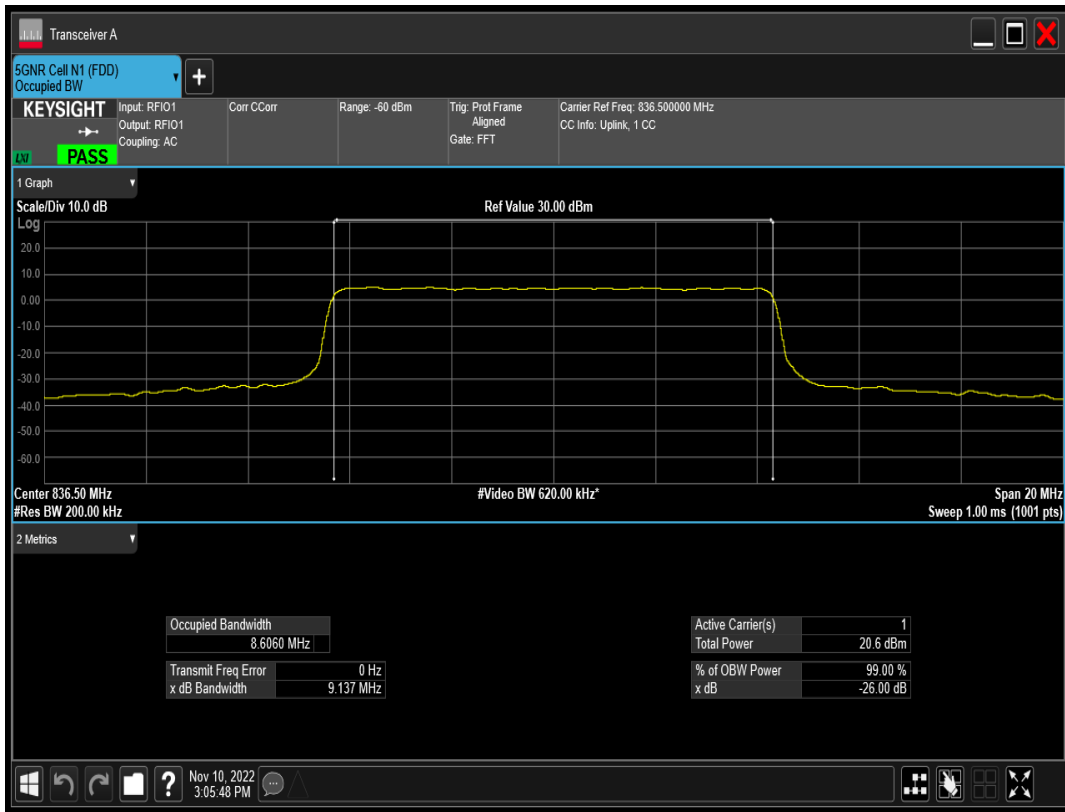 Transceiver A
5GNR Cell N1 (FDD)
Occupied BW
KEYSIGHT
LXI
PASS
Input: RFIO1
Output: RFIO1
Coupling: AC
Corr CCorr
Range: -60 dBm
Trig: Prot Frame
Aligned
Gate: FFT
Carrier Ref Freq: 836.500000 MHz
CC Info: Uplink, 1 CC
1 Graph
Scale/Div 10.0 dB
Ref Value 30.00 dBm
Log
20.0
10.0
0.00
-10.0
-20.0
-30.0
-40.0
-50.0
-60.0
Center 836.50 MHz
#Video BW 620.00 kHz*
Span 20 MHz
#Res BW 200.00 kHz
Sweep 1.00 ms (1001 pts)
2 Metrics
Occupied Bandwidth
8.6060 MHz
Transmit Freq Error 0 Hz
x dB Bandwidth 9.137 MHz
Active Carrier(s) 1
Total Power 20.6 dBm
% of OBW Power 99.00 %
x dB -26.00 dB
?
Nov 10, 2022
3:05:48 PM